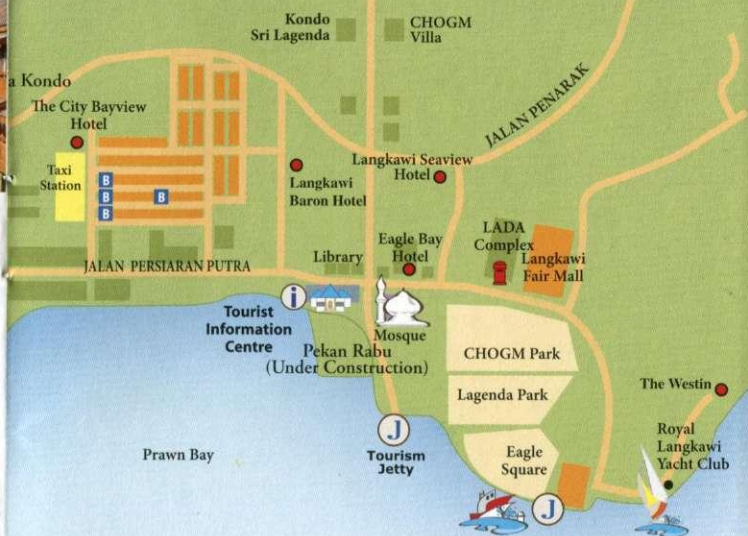 Kondo
Sri Lagenda
CHOGM
Villa
a Kondo
The City Bayview
Hotel
JALAN PENARAK
Taxi
Station
B
B
B
B
Langkawi
Baron Hotel
Langkawi Seaview
Hotel
LADA
Complex
Langkawi
Fair Mall
Library
Eagle Bay
Hotel
JALAN PERSIARAN PUTRA
i
Tourist
Information
Centre
Mosque
Pekan Rabu
(Under Construction)
CHOGM Park
Lagenda Park
The Westin
Prawn Bay
J
Tourism
Jetty
Eagle
Square
Royal
Langkawi
Yacht Club
J